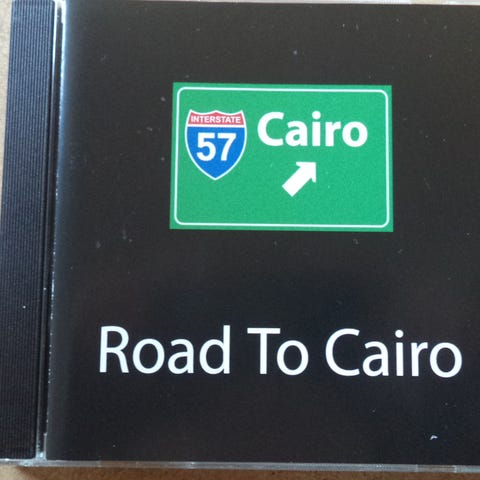 INTERSTATE
57
Cairo
Road To Cairo